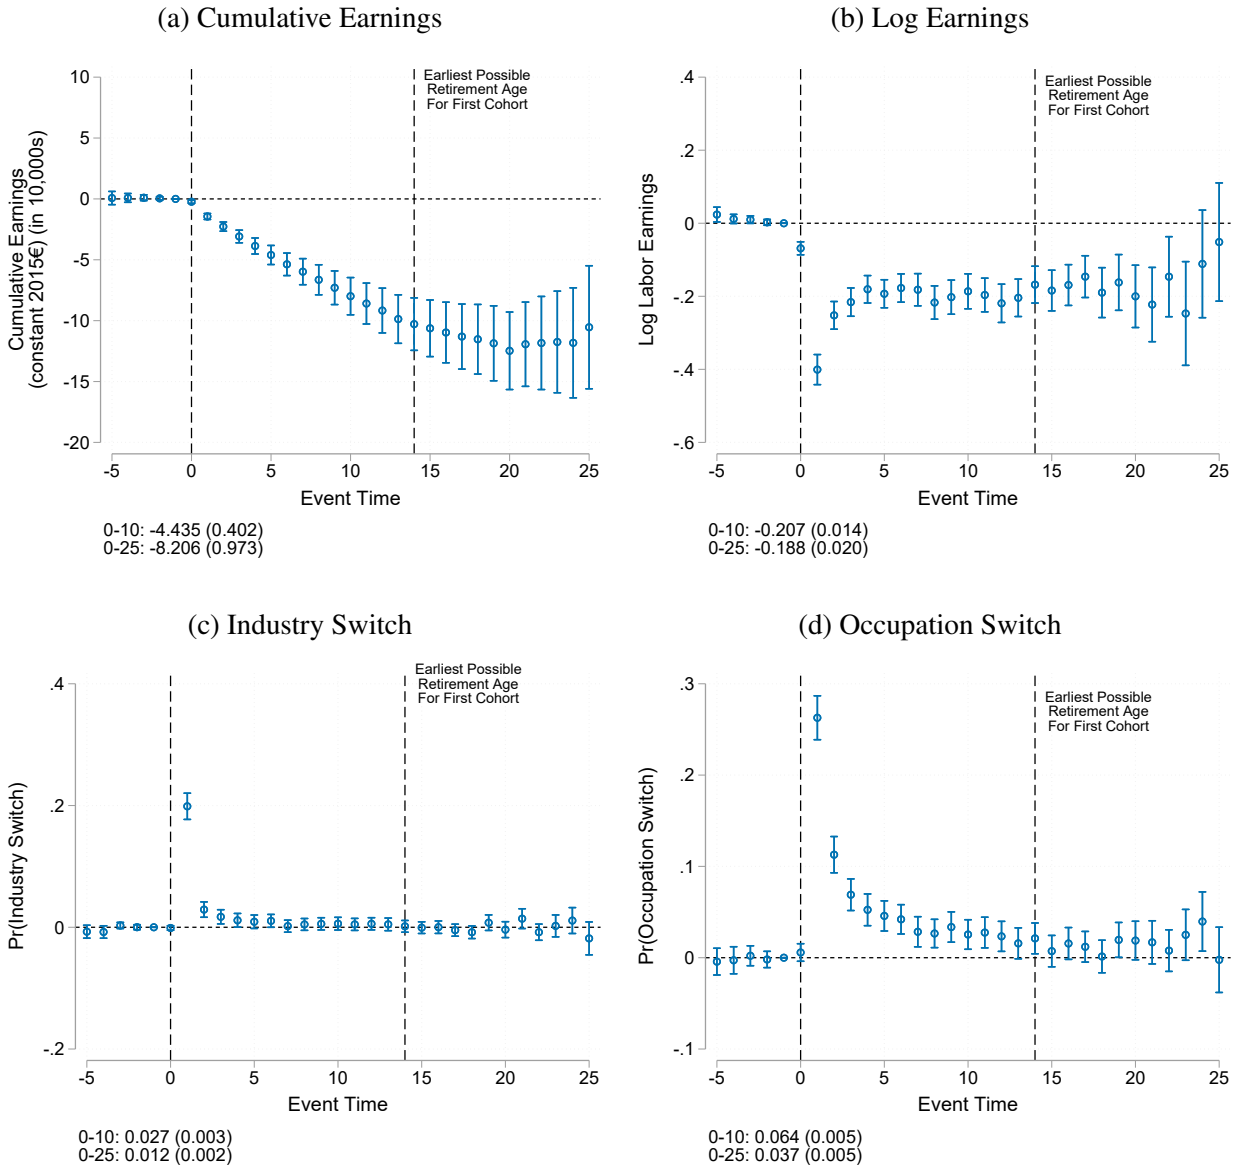 (a) Cumulative Earnings
Cumulative Earnings
(constant 2015€) (in 10,000s)
10
5
0
-5
-10
-15
-20
Earliest Possible
Retirement Age
For First Cohort
-5 0 5 10 15 20 25
Event Time
0-10: -4.435 (0.402)
0-25: -8.206 (0.973)
(b) Log Earnings
Log Labor Earnings
.4
.2
0
-.2
-.4
-.6
Earliest Possible
Retirement Age
For First Cohort
-5 0 5 10 15 20 25
Event Time
0-10: -0.207 (0.014)
0-25: -0.188 (0.020)
(c) Industry Switch
Pr(Industry Switch)
.4
.2
0
-.2
Earliest Possible
Retirement Age
For First Cohort
-5 0 5 10 15 20 25
Event Time
0-10: 0.027 (0.003)
0-25: 0.012 (0.002)
(d) Occupation Switch
Pr(Occupation Switch)
.3
.2
.1
0
-.1
Earliest Possible
Retirement Age
For First Cohort
-5 0 5 10 15 20 25
Event Time
0-10: 0.064 (0.005)
0-25: 0.037 (0.005)